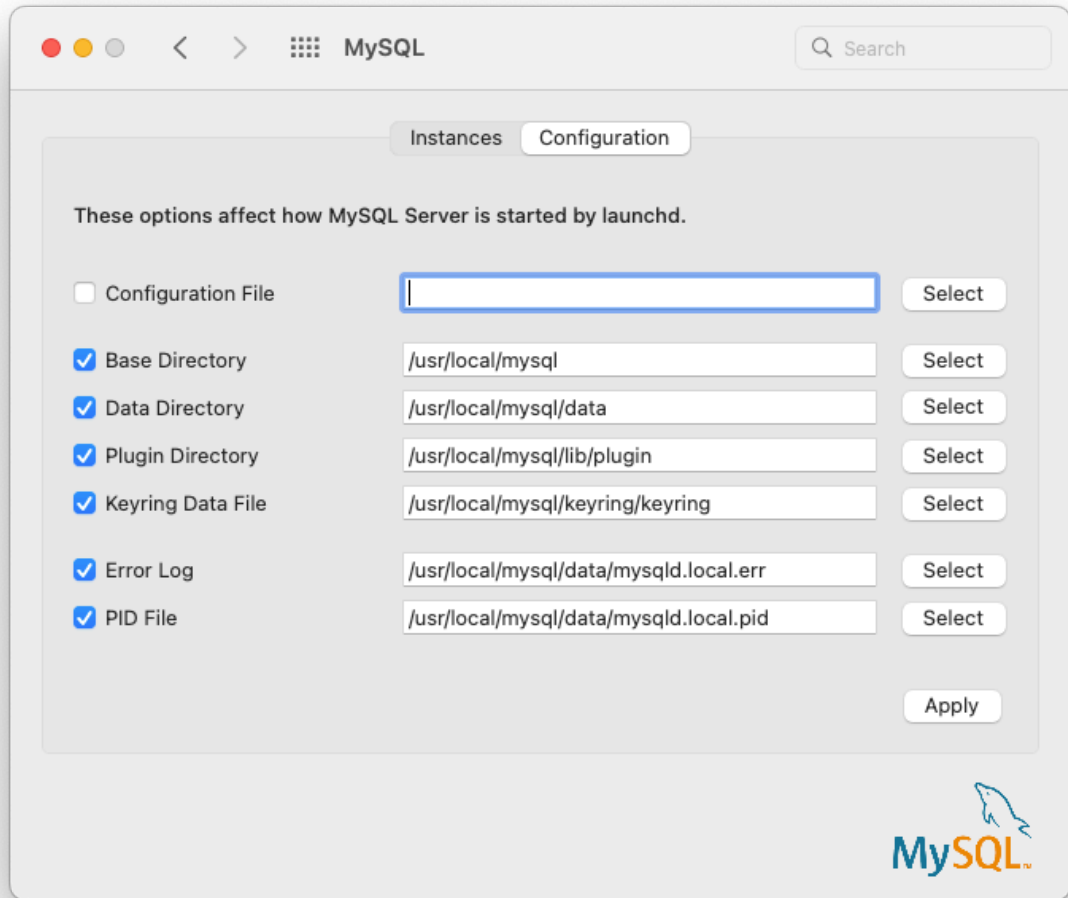 MySQL
Search
Instances Configuration
These options affect how MySQL Server is started by launchd.
Configuration File Select
Base Directory /usr/local/mysql Select
Data Directory /usr/local/mysql/data Select
Plugin Directory /usr/local/mysql/lib/plugin Select
Keyring Data File /usr/local/mysql/keyring/keyring Select
Error Log /usr/local/mysql/data/mysqld.local.err Select
PID File /usr/local/mysql/data/mysqld.local.pid Select
Apply
MySQL™